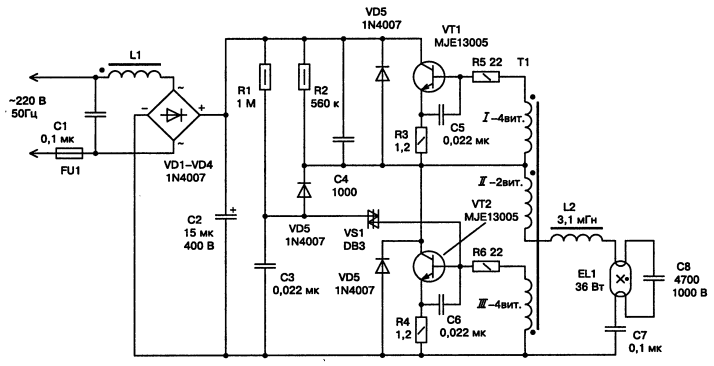 VD5
1N4007
VT1
MJE13005
L1
R5 22
T1
~220 В
50Гц
C1
0,1 мк
FU1
–
~
+
~
VD1–VD4
1N4007
R1
1 М
R2
560 к
C4
1000
R3
1,2
C5
0,022 мк
I–4вит.
II–2вит.
VT2
MJE13005
L2
3,1 мГн
C2
15 мк
400 В
+
VD5
1N4007
VS1
DB3
R6 22
C3
0,022 мк
VD5
1N4007
III–4вит.
R4
1,2
C6
0,022 мк
EL1
36 Вт
C8
4700
1000 В
C7
0,1 мк